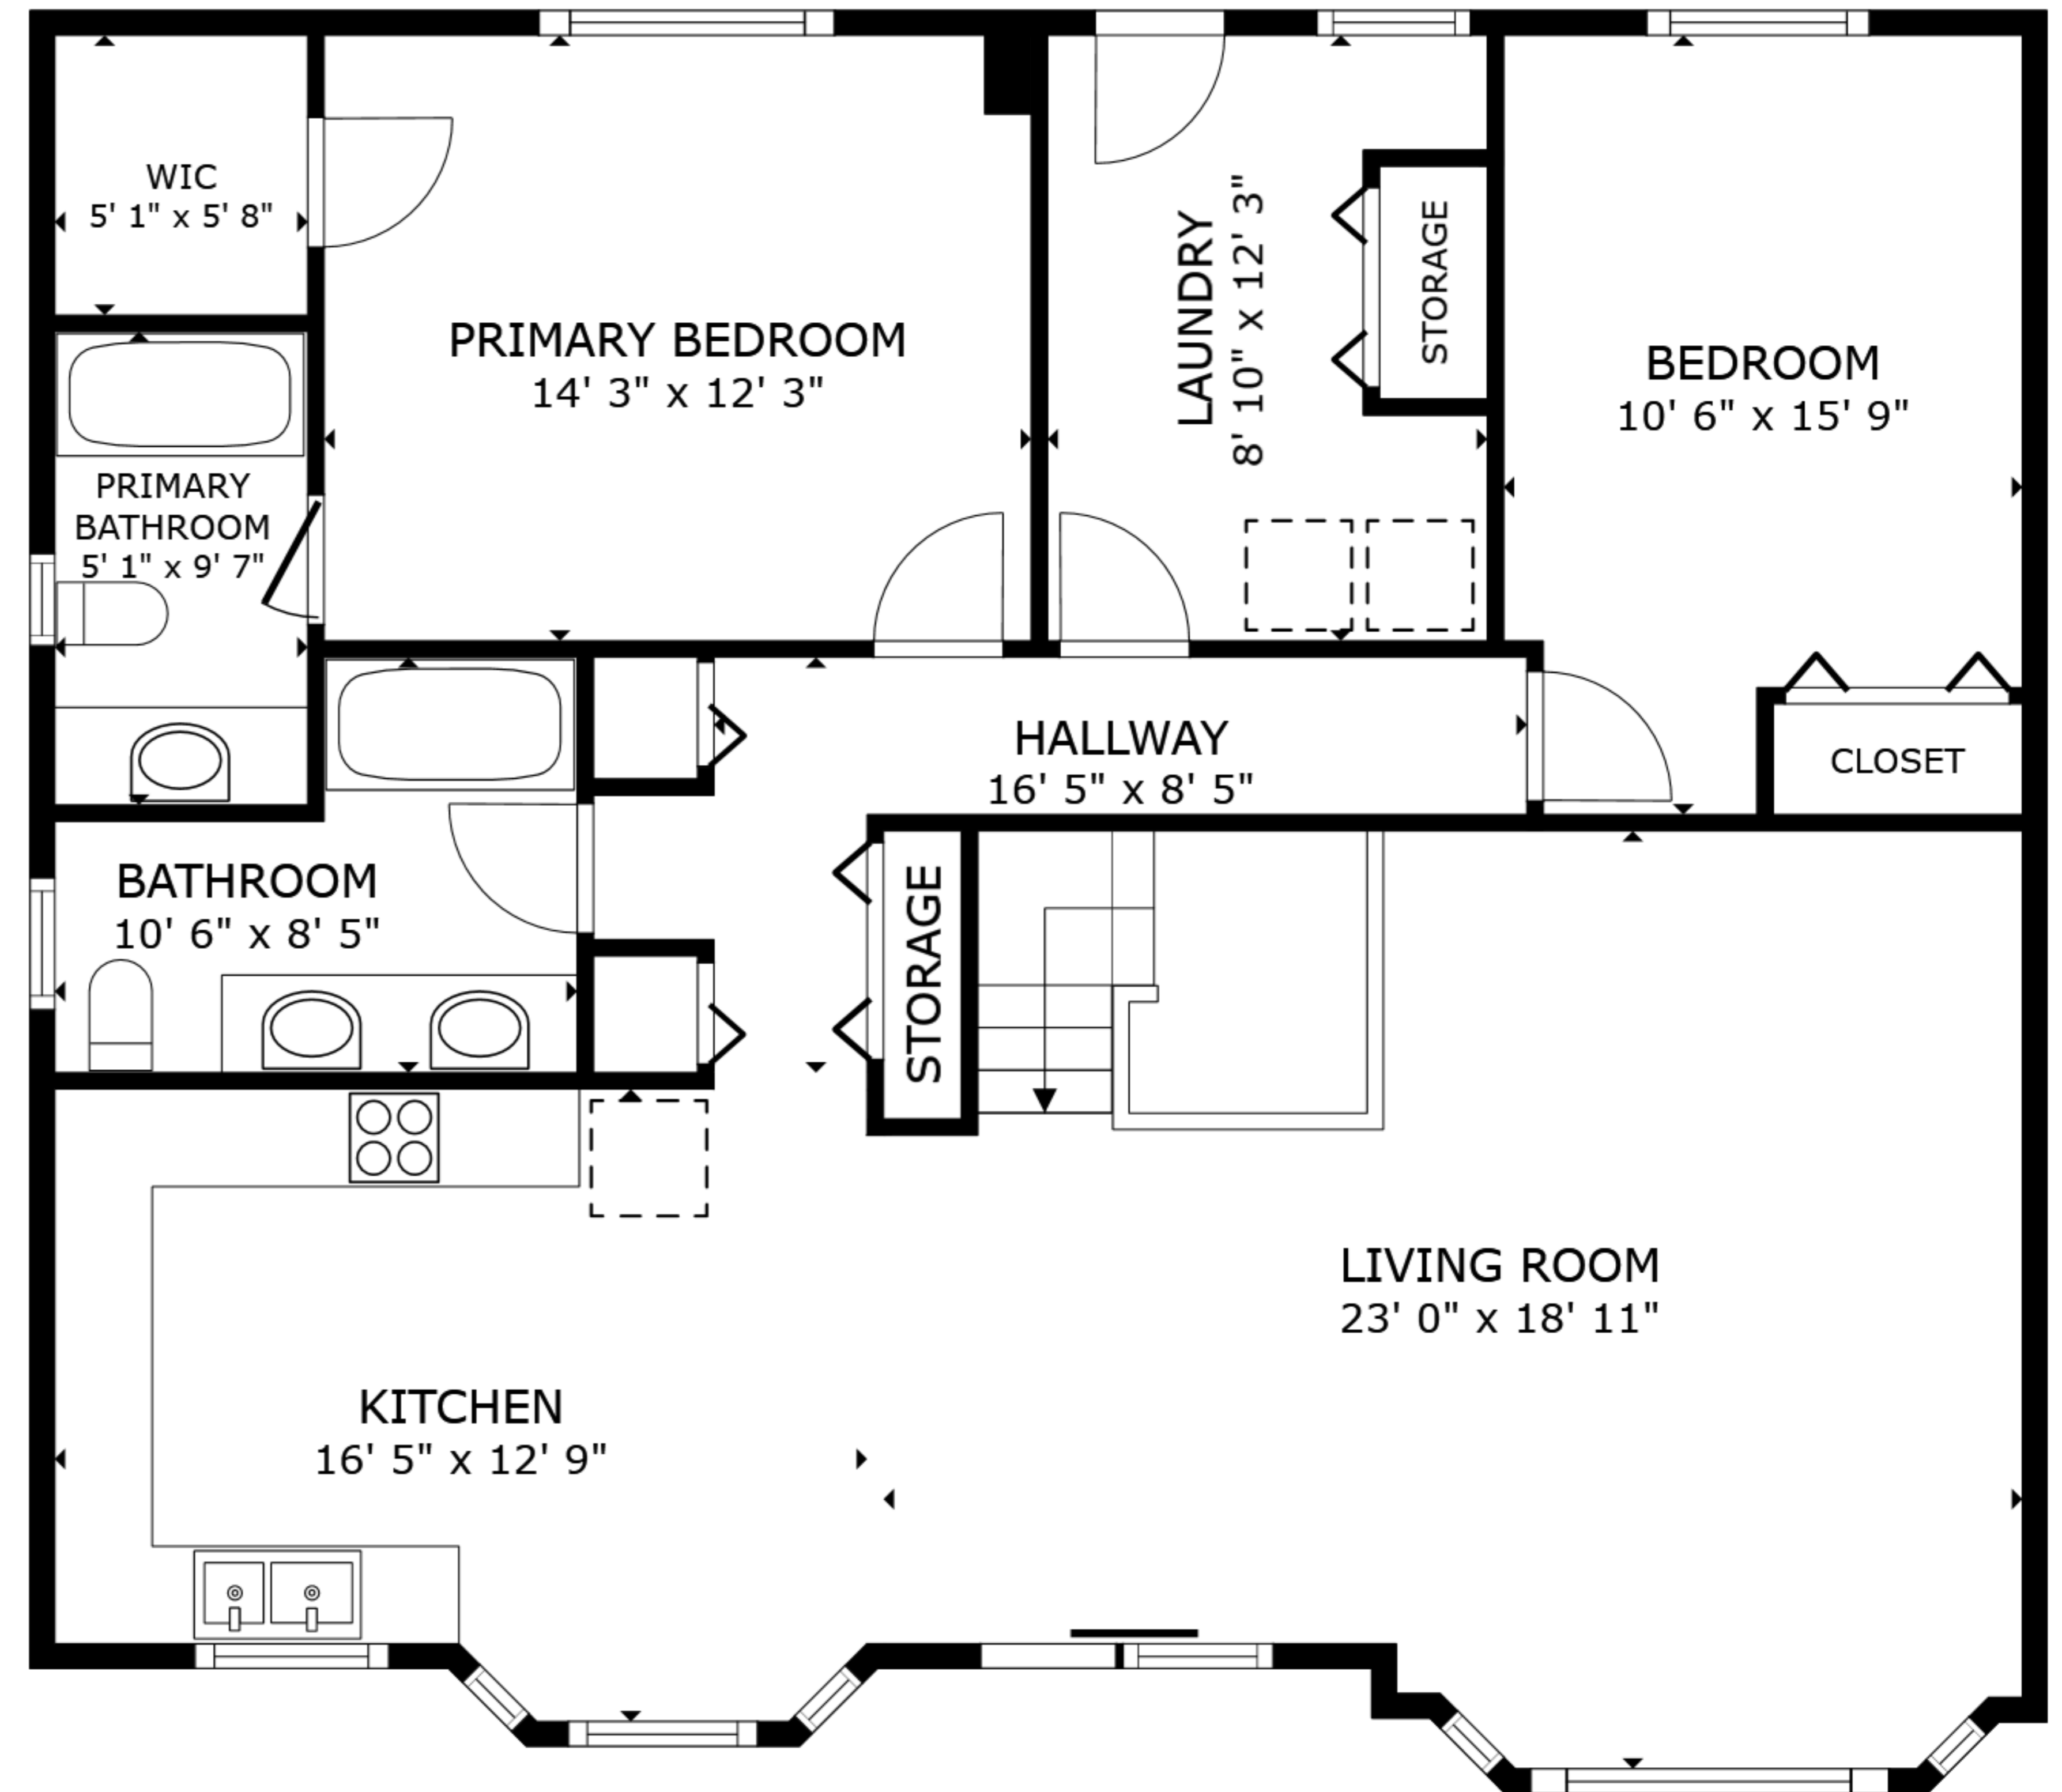 WIC
5' 1" x 5' 8"
PRIMARY BEDROOM
14' 3" x 12' 3"
LAUNDRY
8' 10" x 12' 3"
STORAGE
BEDROOM
10' 6" x 15' 9"
PRIMARY
BATHROOM
5' 1" x 9' 7"
HALLWAY
16' 5" x 8' 5"
CLOSET
BATHROOM
10' 6" x 8' 5"
STORAGE
LIVING ROOM
23' 0" x 18' 11"
KITCHEN
16' 5" x 12' 9"